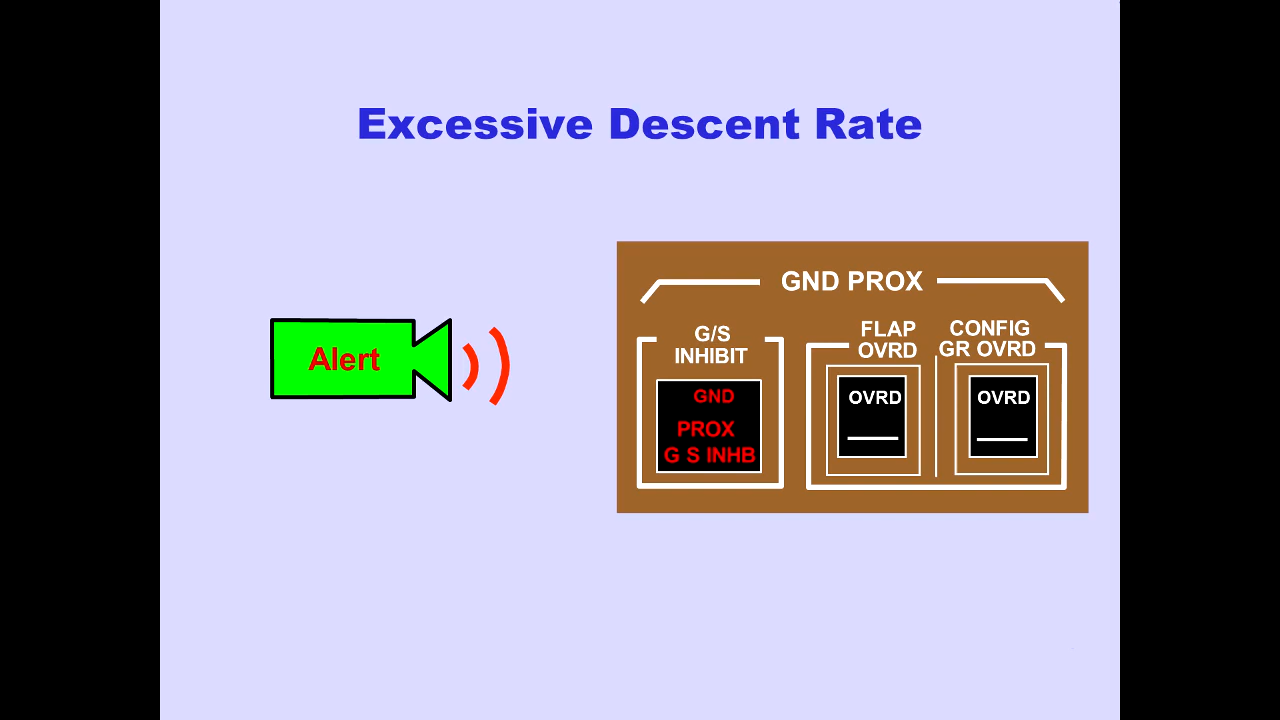 Excessive Descent Rate
Alert
GND PROX
G/S
INHIBIT
GND
PROX
G S INHB
FLAP
OVRD
OVRD
CONFIG
GR OVRD
OVRD